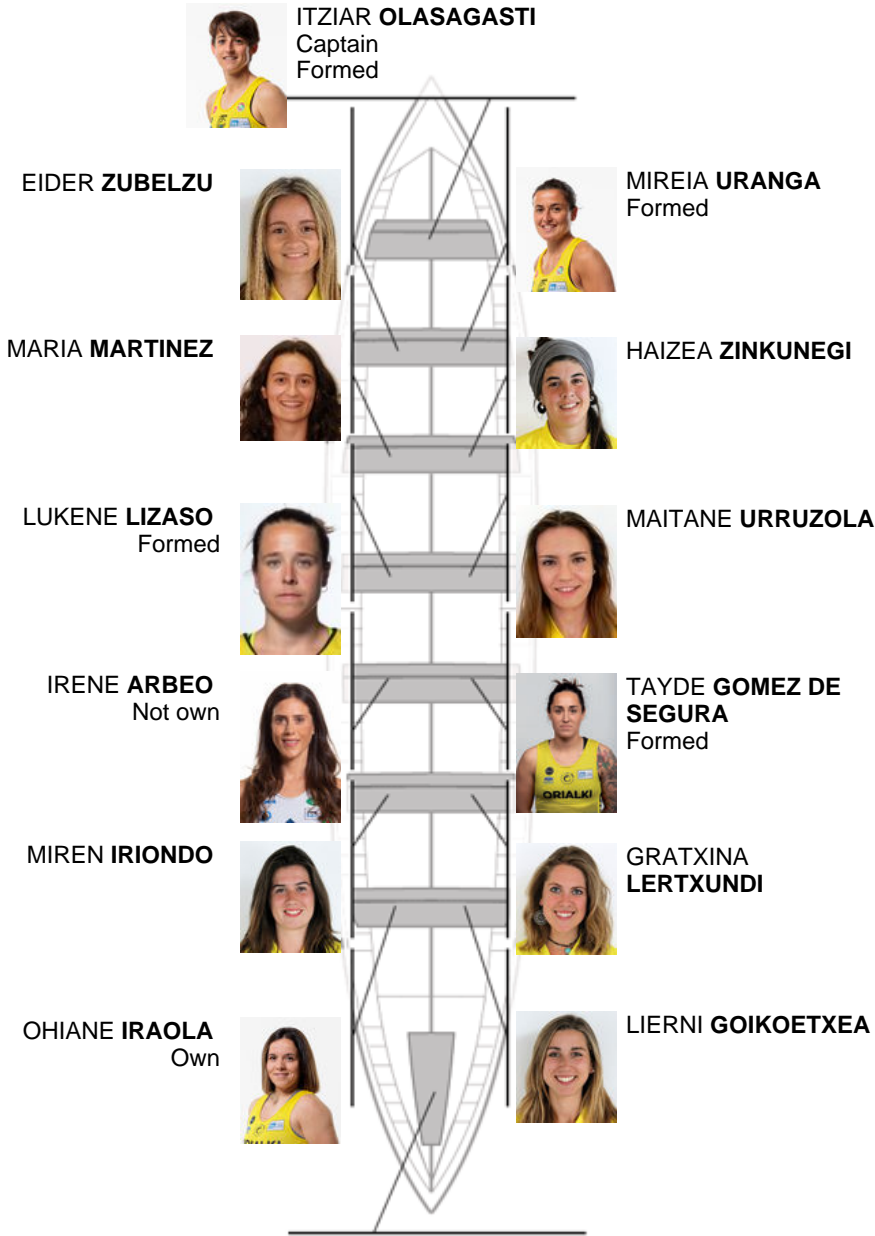 ITZIAR OLASAGASTI
Captain
Formed
EIDER ZUBELZU
MIREIA URANGA
Formed
MARIA MARTINEZ
HAIZEA ZINKUNEGI
LUKENE LIZASO
Formed
MAITANE URRUZOLA
IRENE ARBEO
Not own
TAYDE GOMEZ DE
SEGURA
Formed
ORIALKI
MIREN IRIONDO
GRATXINA
LERTXUNDI
OHIANE IRAOLA
Own
LIERNI GOIKOETXEA